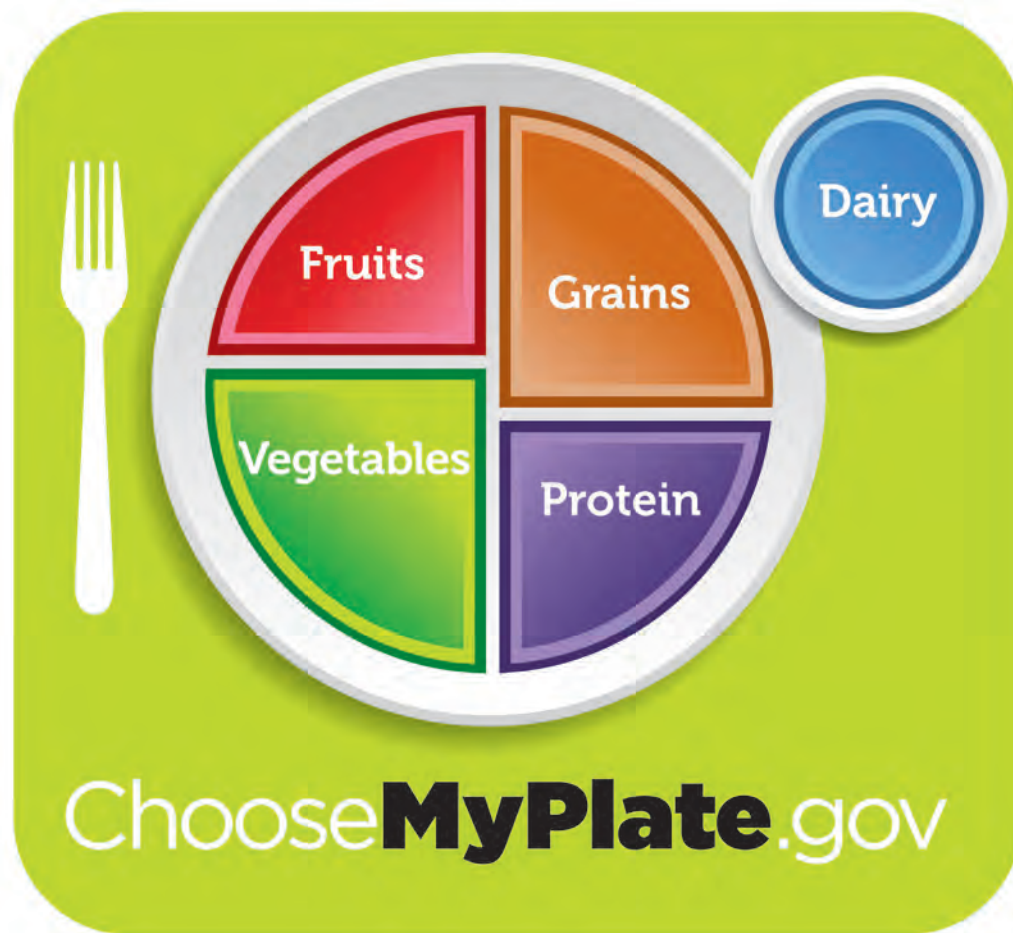 Fruits
Grains
Dairy
Vegetables
Protein
ChooseMyPlate.gov